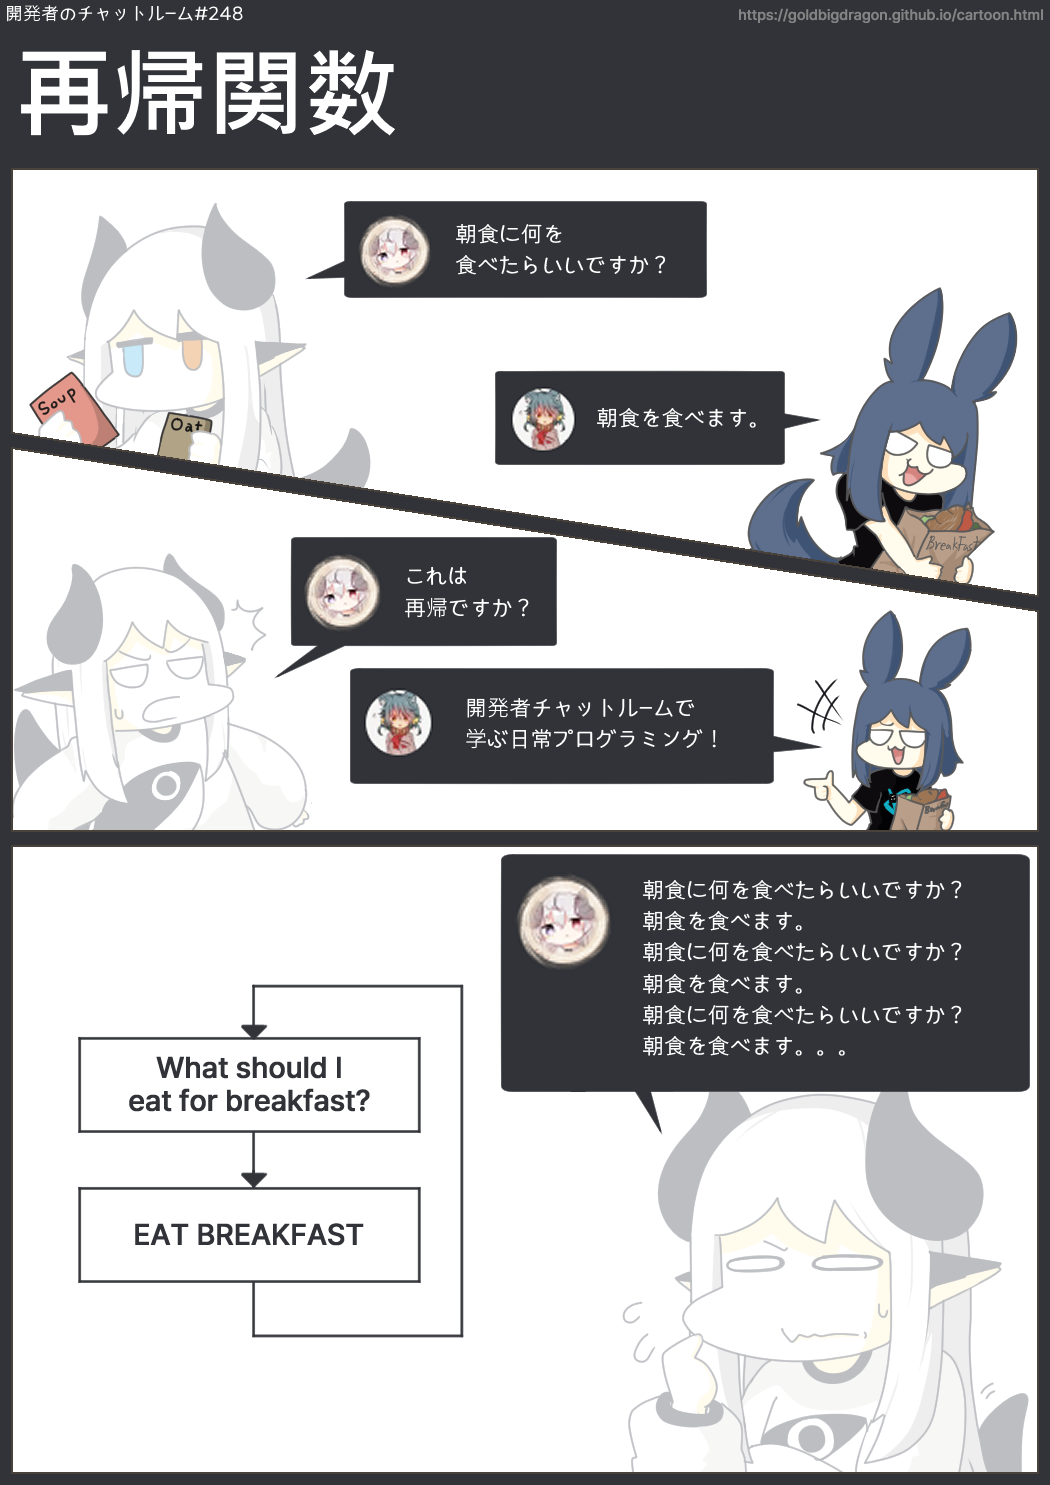 開発者のチャットルーム#248
https://goldbigdragon.github.io/cartoon.html
再帰関数
朝食に何を
食べたらいいですか？
Soup
Oat
朝食を食べます。
BreakFast
これは
再帰ですか？
開発者チャットルームで
学ぶ日常プログラミング！
朝食に何を食べたらいいですか？
朝食を食べます。
朝食に何を食べたらいいですか？
朝食を食べます。
朝食に何を食べたらいいですか？
朝食を食べます。。。
What should I
eat for breakfast?
EAT BREAKFAST